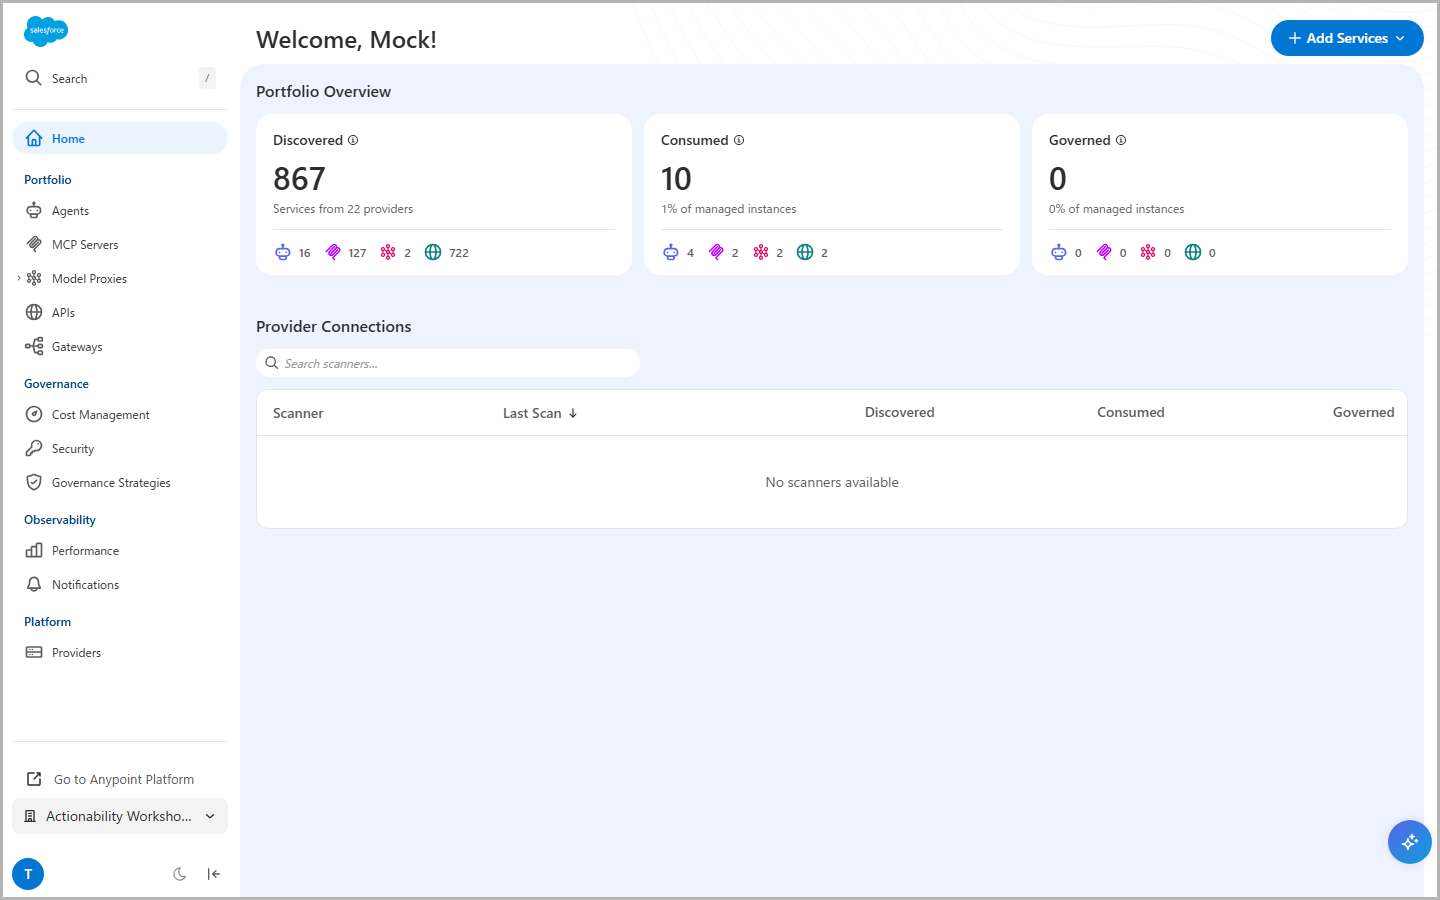 salesforce
Search
/
Home
Portfolio
Agents
MCP Servers
Model Proxies
APIs
Gateways
Governance
Cost Management
Security
Governance Strategies
Observability
Performance
Notifications
Platform
Providers
Go to Anypoint Platform
Actionability Worksho...
T
Welcome, Mock!
Add Services
Portfolio Overview
Discovered
867
Services from 22 providers
16 127 2 722
Consumed
10
1% of managed instances
4 2 2 2
Governed
0
0% of managed instances
0 0 0 0
Provider Connections
Search scanners...
Scanner Last Scan Discovered Consumed Governed
No scanners available